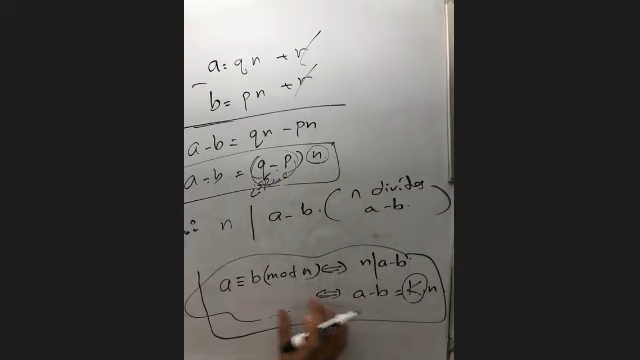 a = qn + r
b = pn + r
a-b = qn - pn
a-b = (q-p) n
∴ n | a-b. (n divides a-b.)
a ≡ b (mod n) ⇔ n|a-b
⇔ a-b = K n